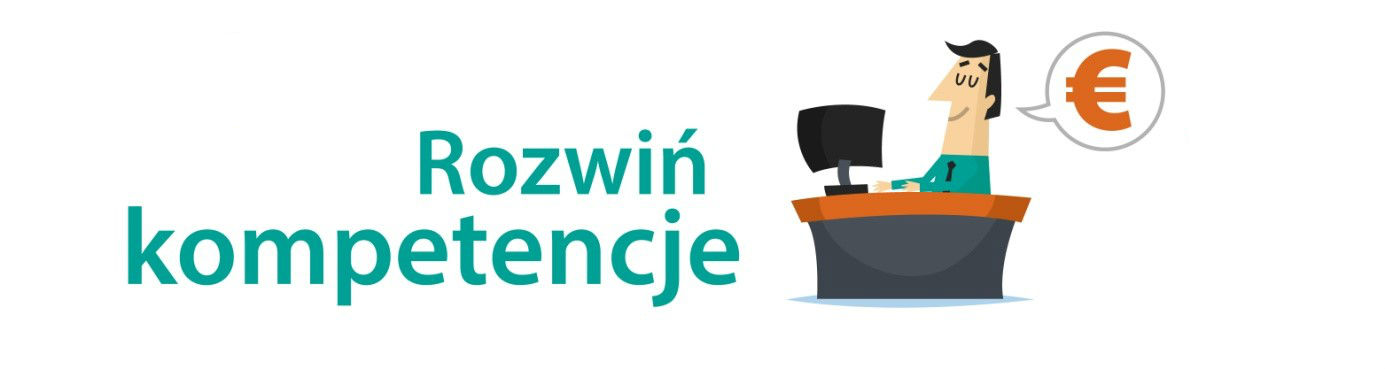 Rozwiń
kompetencje
€